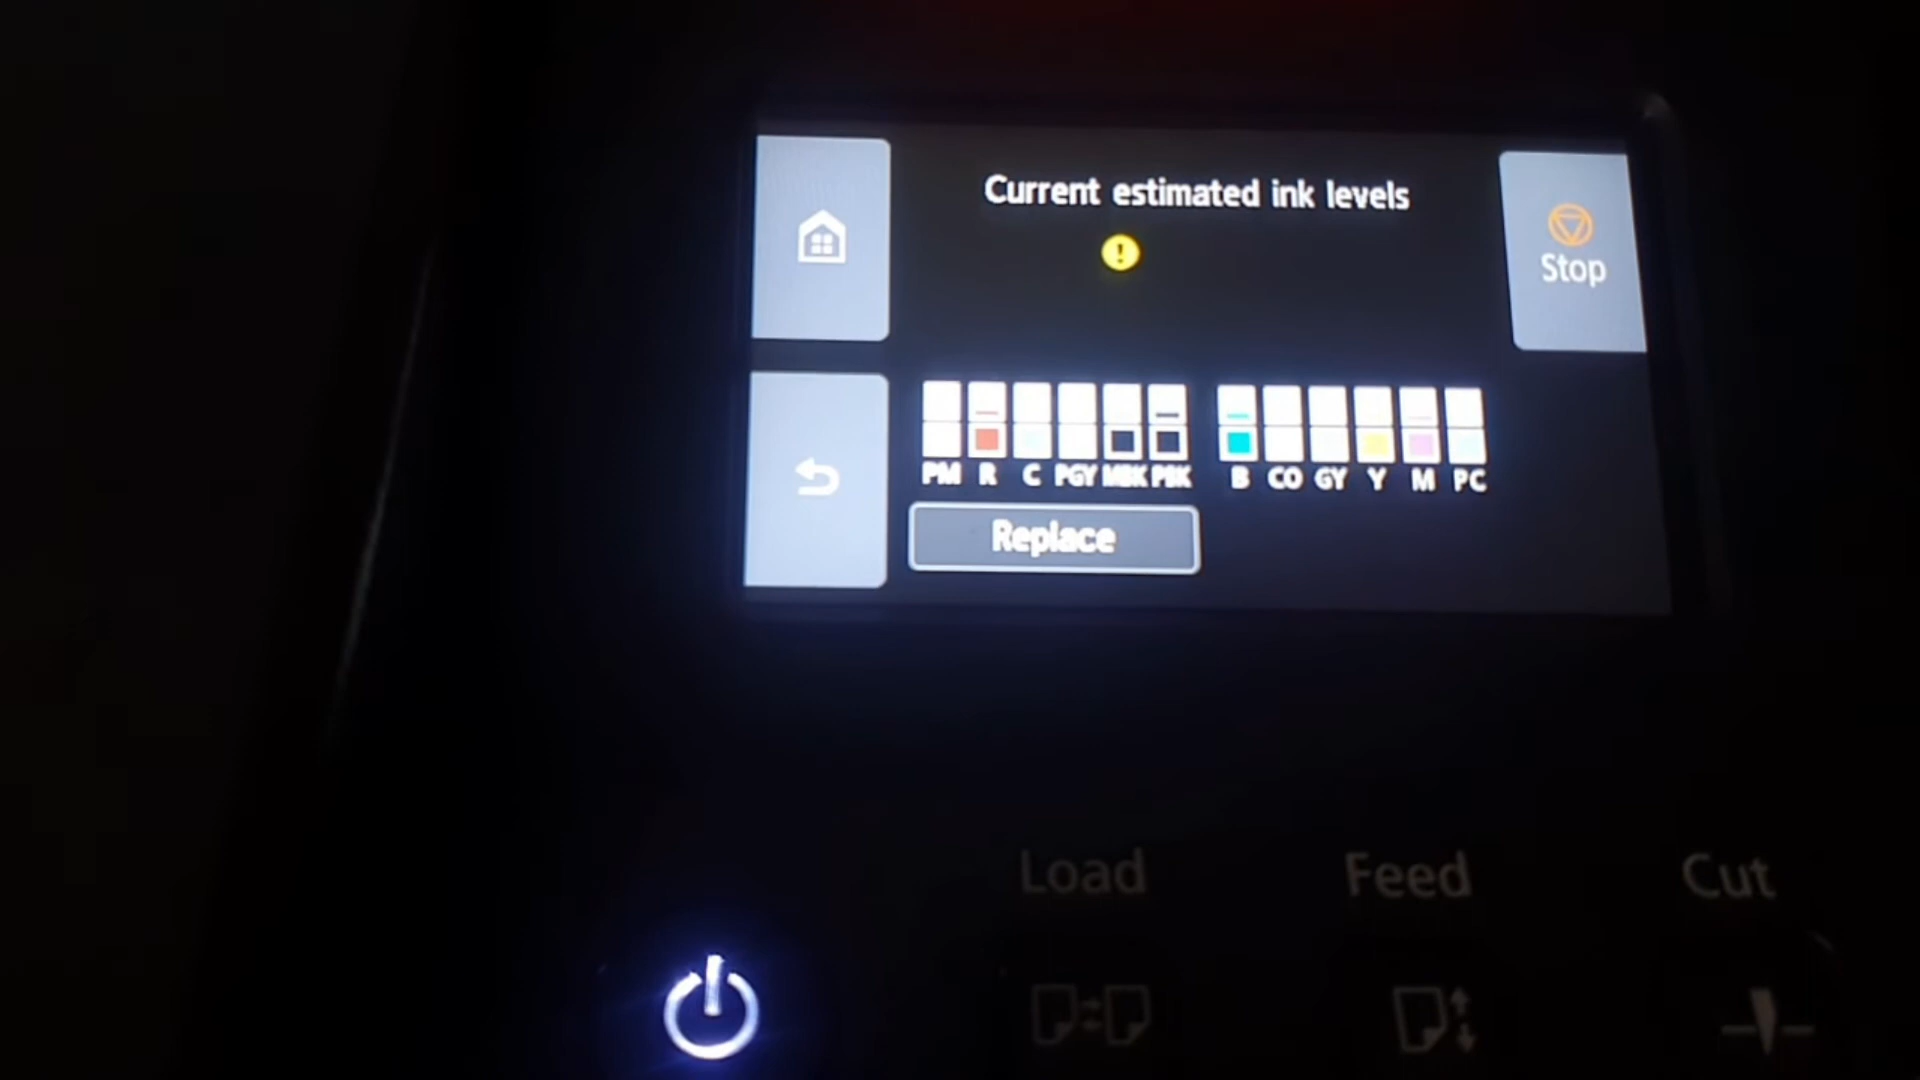 Current estimated ink levels
!
Stop
PM R C PGY MBK PBK B CO GY Y M PC
Replace
Load Feed Cut